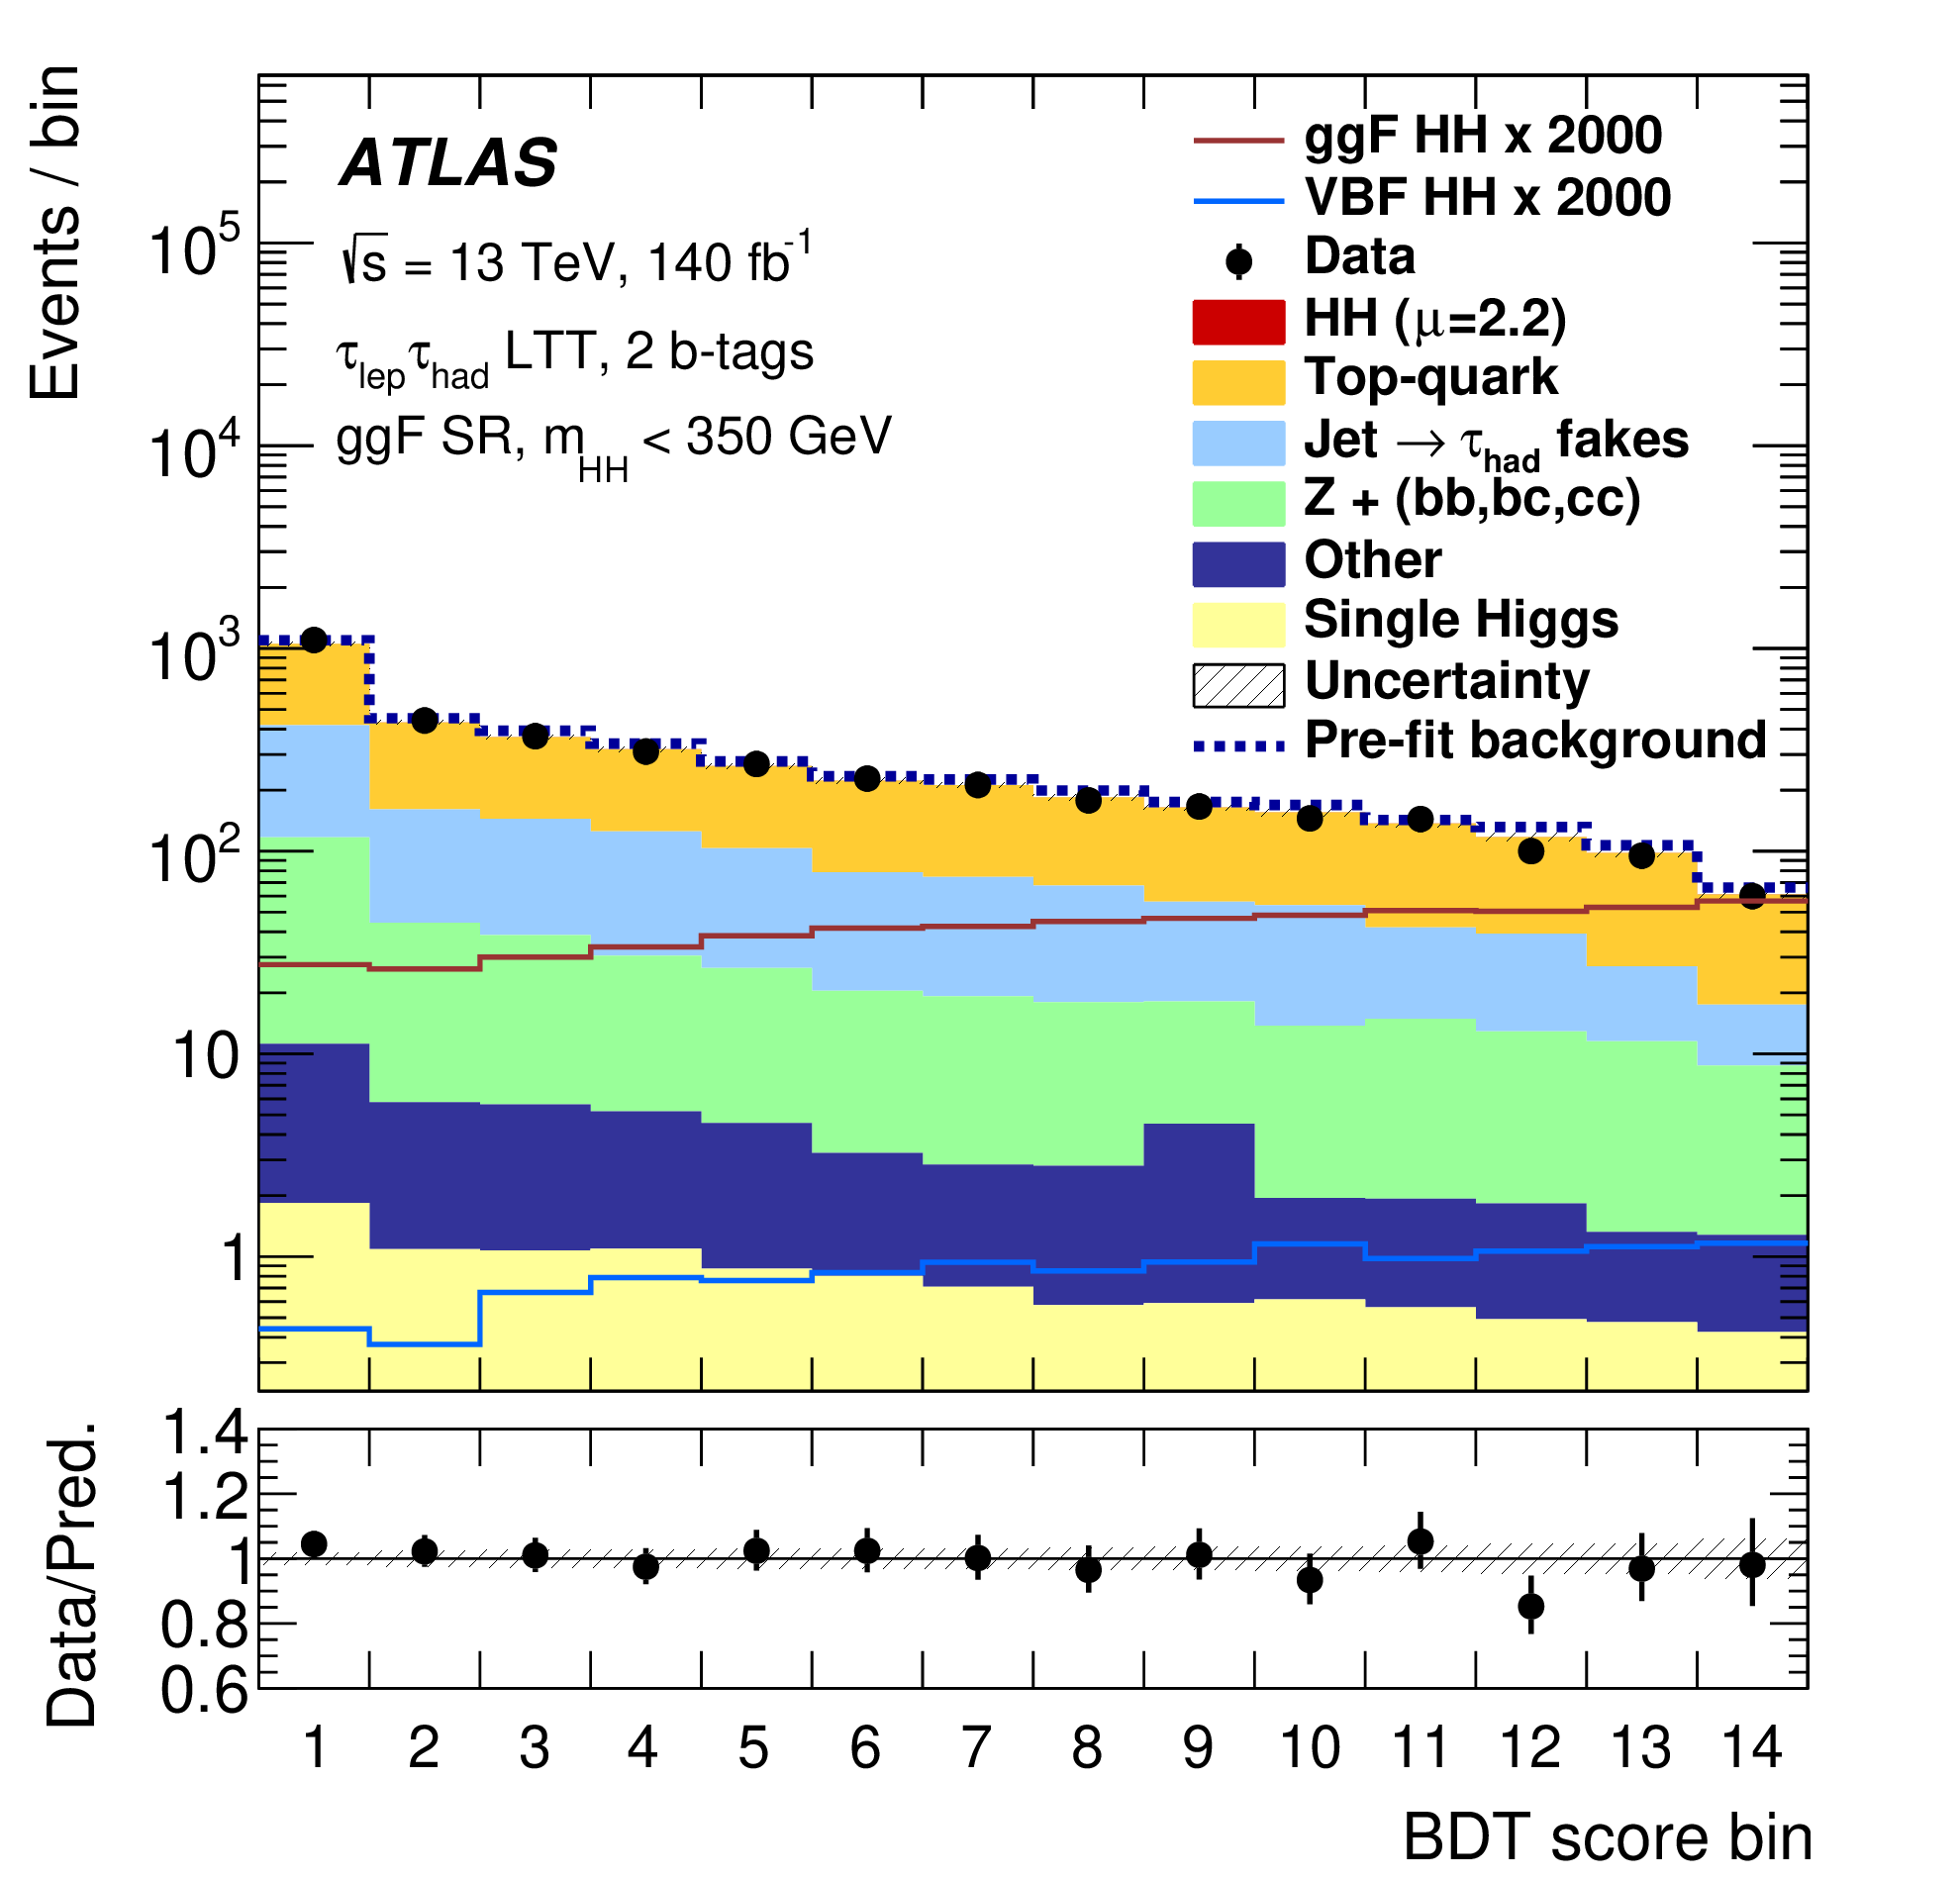 Events / bin
ATLAS
√s = 13 TeV, 140 fb⁻¹
τlep τhad LTT, 2 b-tags
ggF SR, mHH < 350 GeV
ggF HH x 2000
VBF HH x 2000
Data
HH (μ=2.2)
Top-quark
Jet → τhad fakes
Z + (bb,bc,cc)
Other
Single Higgs
Uncertainty
Pre-fit background
10⁵
10⁴
10³
10²
10
1
Data/Pred.
1.4
1.2
1
0.8
0.6
1 2 3 4 5 6 7 8 9 10 11 12 13 14
BDT score bin